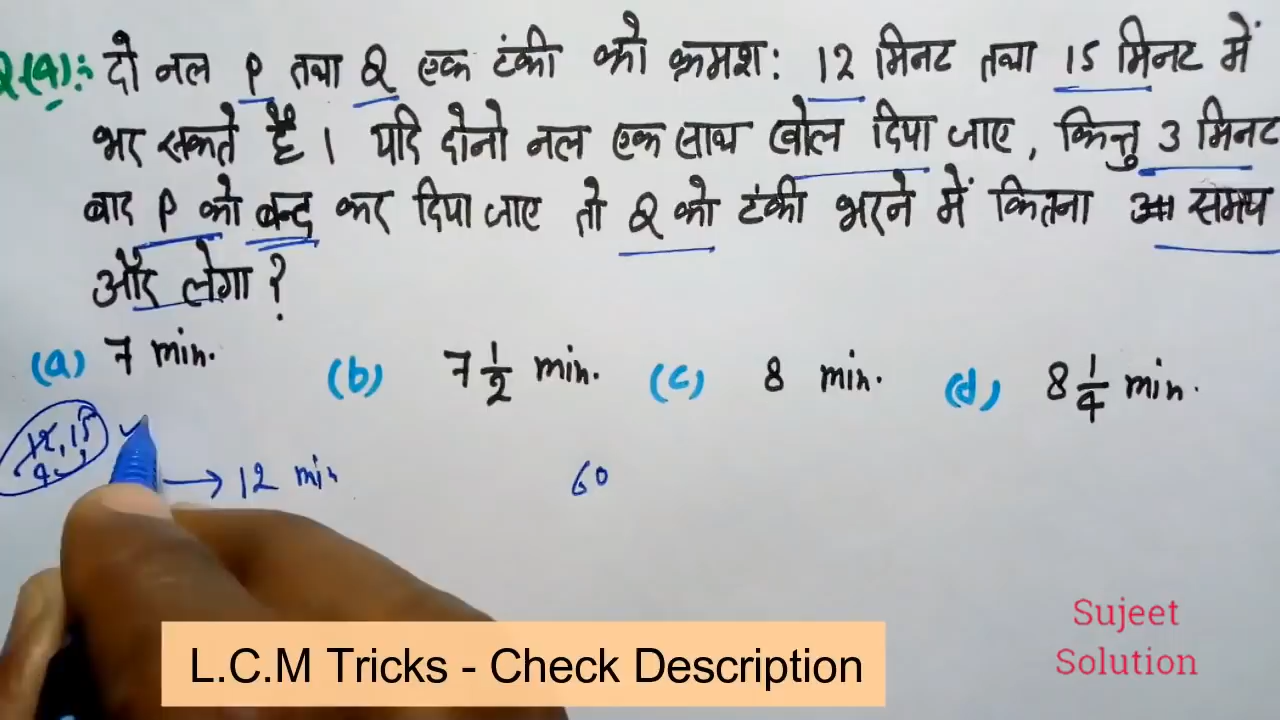 Q.(9):- दो नल P तथा Q एक टंकी को क्रमश: 12 मिनट तथा 15 मिनट में
भर सकते है । यदि दोनो नल एक साथ खोल दिया जाए, किन्तु 3 मिनट
बाद P को बन्द कर दिया जाए तो Q को टंकी भरने में कितना समय
और लेगा ?
(a) 7 min. (b) 7 1/2 min. (c) 8 min. (d) 8 1/4 min.
12, 15
→ 12 min 60
Sujeet
Solution
L.C.M Tricks - Check Description